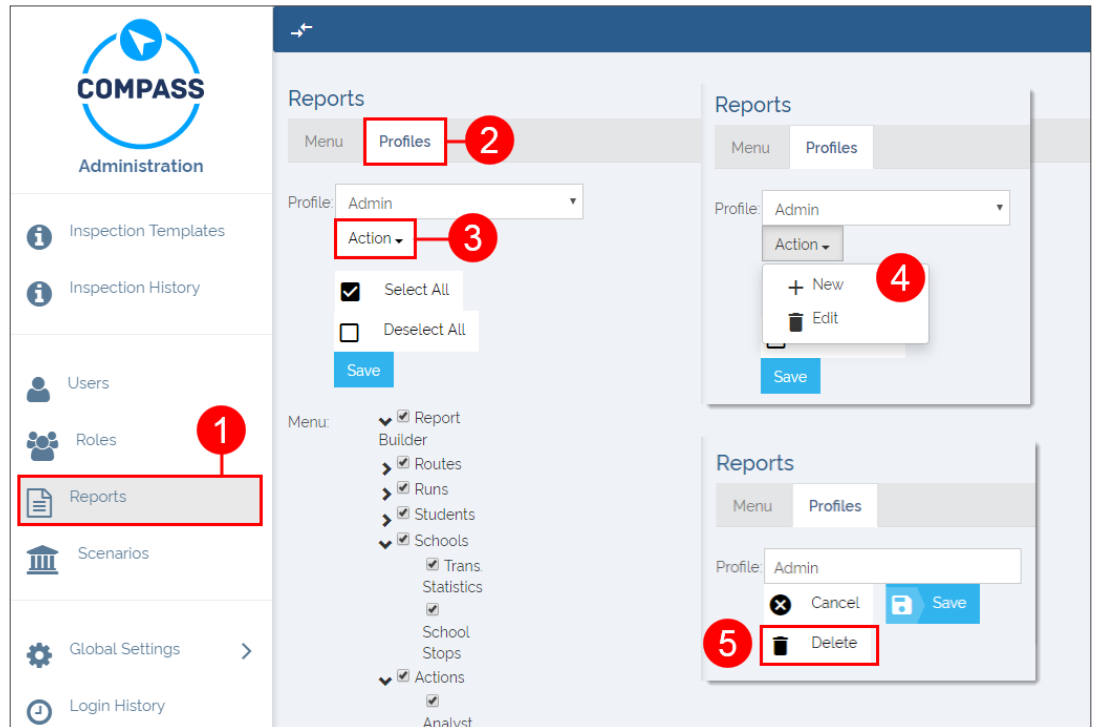 COMPASS
Administration
Inspection Templates
Inspection History
Users
Roles
1
Reports
Scenarios
Global Settings
Login History
Reports
Menu Profiles 2
Profile: Admin
Action 3
Select All
Deselect All
Save
Menu: Report
Builder
Routes
Runs
Students
Schools
Trans.
Statistics
School
Stops
Actions
Analyst
Reports
Menu Profiles
Profile: Admin
Action
New 4
Edit
Save
Reports
Menu Profiles
Profile: Admin
Cancel Save
5 Delete